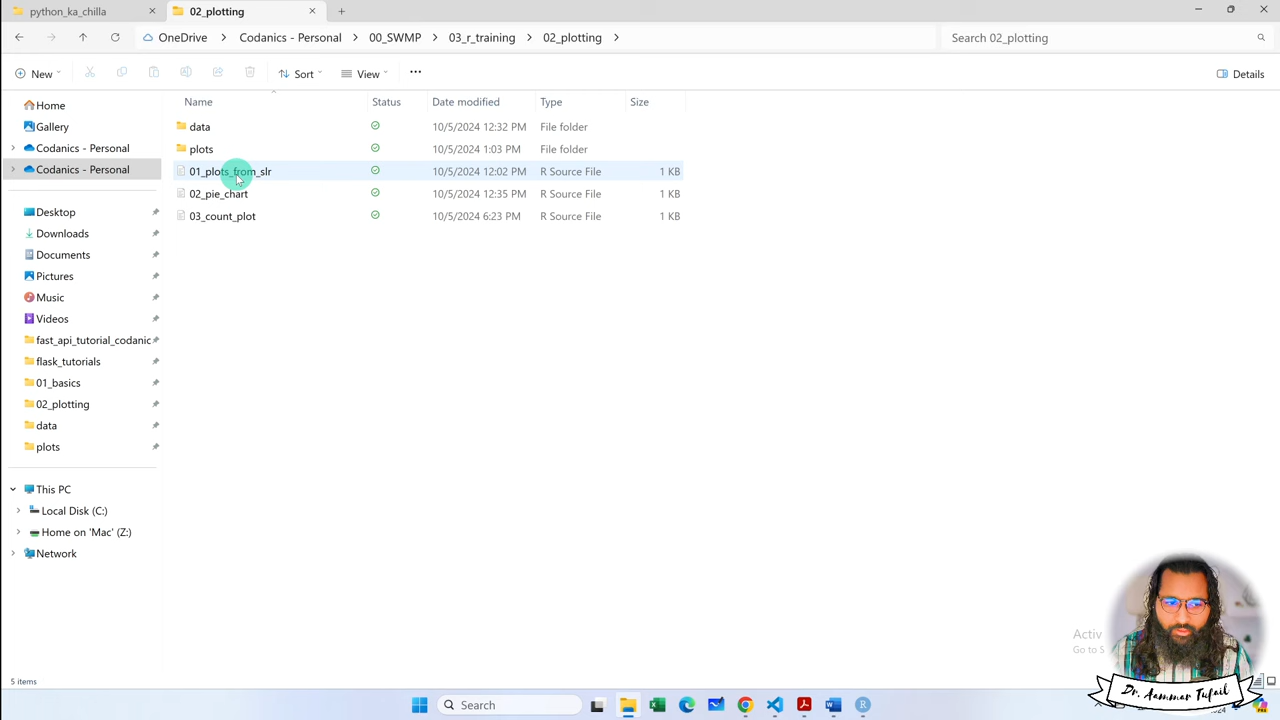 python_ka_chilla
02_plotting
OneDrive > Codanics - Personal > 00_SWMP > 03_r_training > 02_plotting >
Search 02_plotting
New
Sort
View
Details
Name Status Date modified Type Size
data 10/5/2024 12:32 PM File folder
plots 10/5/2024 1:03 PM File folder
01_plots_from_slr 10/5/2024 12:02 PM R Source File 1 KB
02_pie_chart 10/5/2024 12:35 PM R Source File 1 KB
03_count_plot 10/5/2024 6:23 PM R Source File 1 KB
Home
Gallery
Codanics - Personal
Codanics - Personal
Desktop
Downloads
Documents
Pictures
Music
Videos
fast_api_tutorial_codanic
flask_tutorials
01_basics
02_plotting
data
plots
This PC
Local Disk (C:)
Home on 'Mac' (Z:)
Network
Activ
Go to S
5 items
Search
Dr. Aammar Tufail